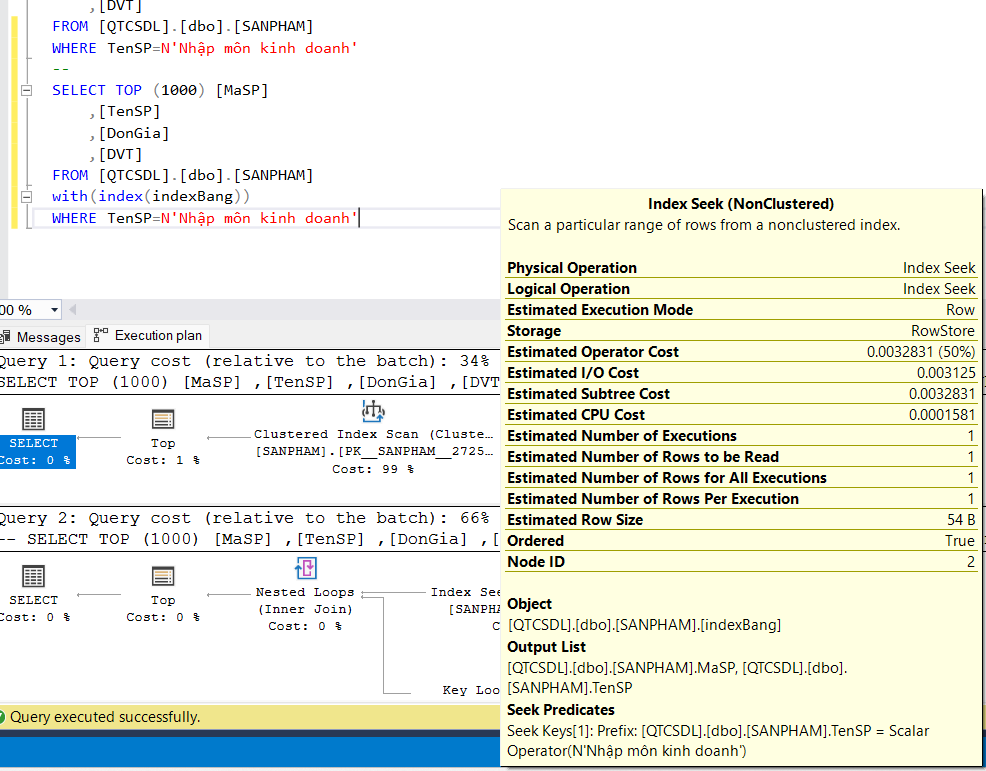 ,[DVT]
FROM [QTCSDL].[dbo].[SANPHAM]
WHERE TenSP=N'Nhập môn kinh doanh'
--
SELECT TOP (1000) [MaSP]
,[TenSP]
,[DonGia]
,[DVT]
FROM [QTCSDL].[dbo].[SANPHAM]
with(index(indexBang))
WHERE TenSP=N'Nhập môn kinh doanh'
00 %
Messages
Execution plan
Query 1: Query cost (relative to the batch): 34%
SELECT TOP (1000) [MaSP] ,[TenSP] ,[DonGia] ,[DVT
SELECT
Cost: 0 %
Top
Cost: 1 %
Clustered Index Scan (Cluste…
[SANPHAM].[PK__SANPHAM__2725…
Cost: 99 %
Query 2: Query cost (relative to the batch): 66%
-- SELECT TOP (1000) [MaSP] ,[TenSP] ,[DonGia] ,[
SELECT
Cost: 0 %
Top
Cost: 0 %
Nested Loops
(Inner Join)
Cost: 0 %
Index See
[SANPHA
C
Key Loo
Query executed successfully.
Index Seek (NonClustered)
Scan a particular range of rows from a nonclustered index.
Physical Operation Index Seek
Logical Operation Index Seek
Estimated Execution Mode Row
Storage RowStore
Estimated Operator Cost 0.0032831 (50%)
Estimated I/O Cost 0.003125
Estimated Subtree Cost 0.0032831
Estimated CPU Cost 0.0001581
Estimated Number of Executions 1
Estimated Number of Rows to be Read 1
Estimated Number of Rows for All Executions 1
Estimated Number of Rows Per Execution 1
Estimated Row Size 54 B
Ordered True
Node ID 2
Object
[QTCSDL].[dbo].[SANPHAM].[indexBang]
Output List
[QTCSDL].[dbo].[SANPHAM].MaSP, [QTCSDL].[dbo].
[SANPHAM].TenSP
Seek Predicates
Seek Keys[1]: Prefix: [QTCSDL].[dbo].[SANPHAM].TenSP = Scalar
Operator(N'Nhập môn kinh doanh')